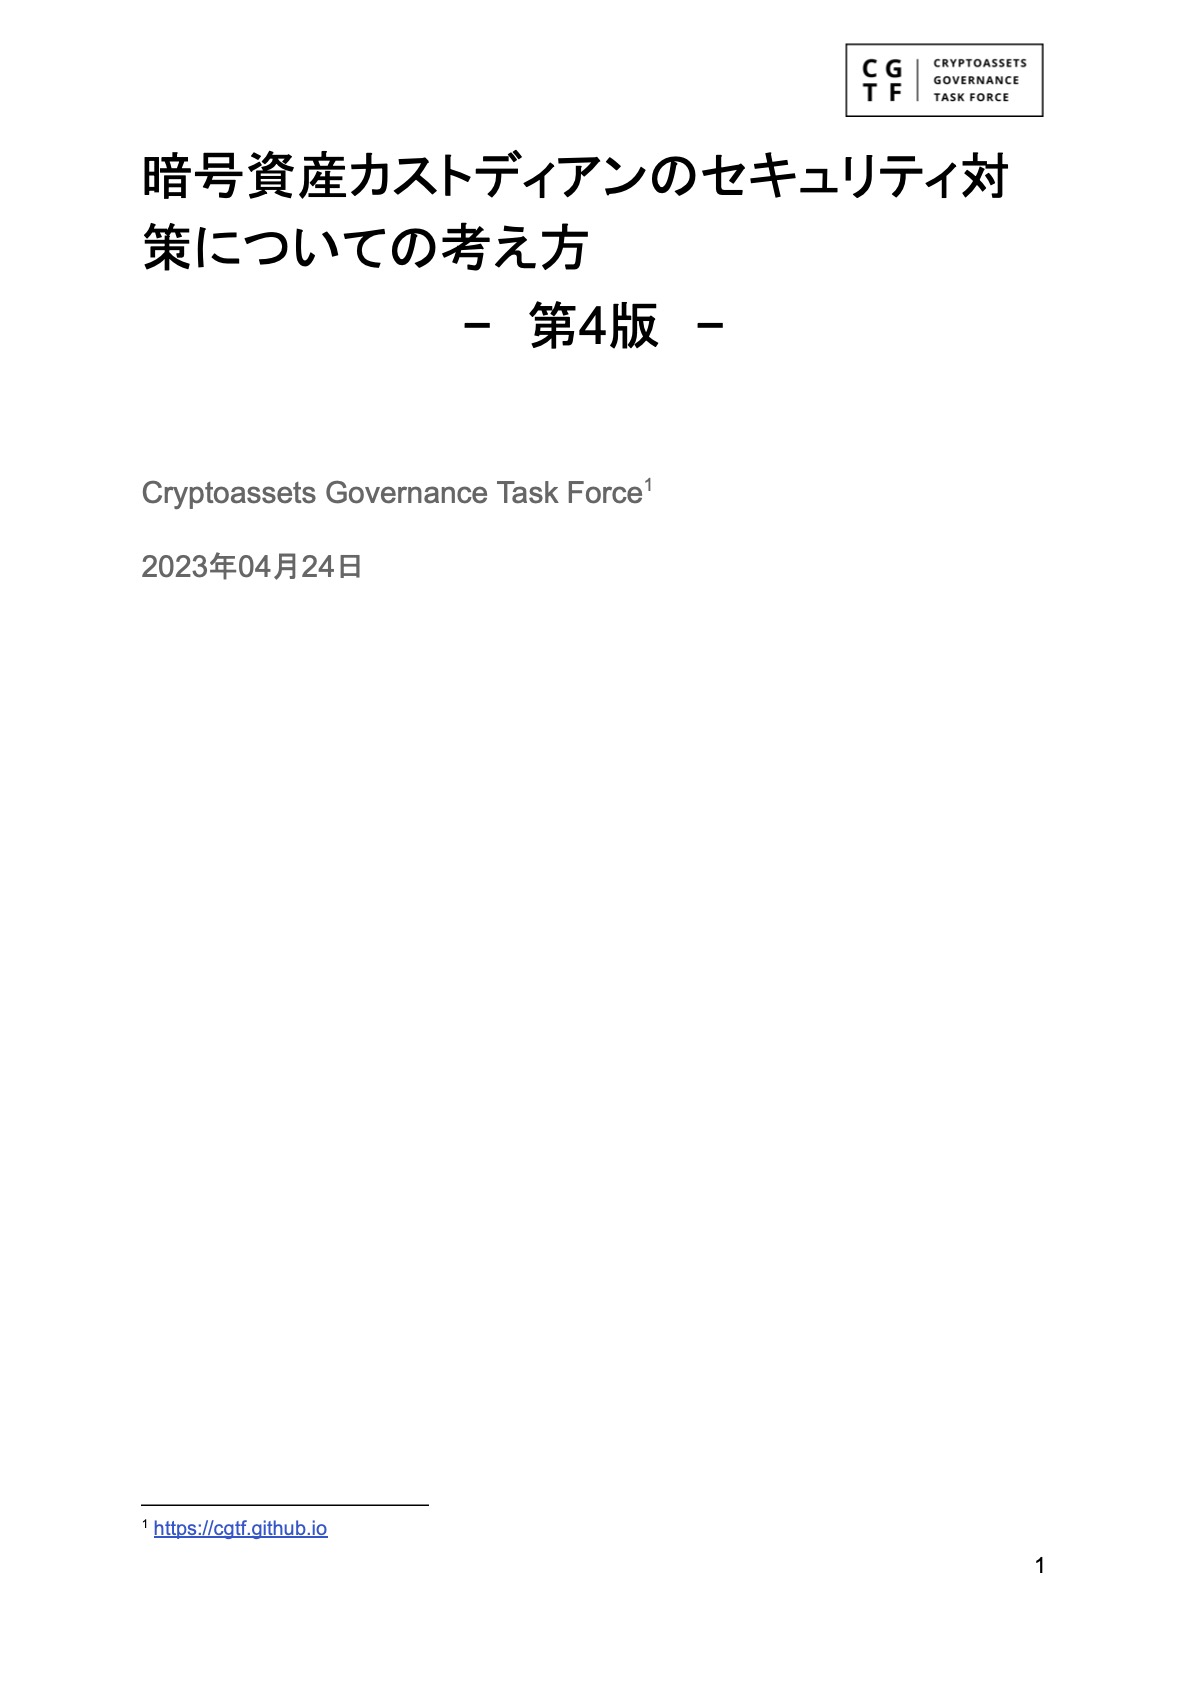 C G
T F
CRYPTOASSETS
GOVERNANCE
TASK FORCE
暗号資産カストディアンのセキュリティ対
策についての考え方
－　第4版　－
Cryptoassets Governance Task Force¹
2023年04月24日
¹ https://cgtf.github.io
1